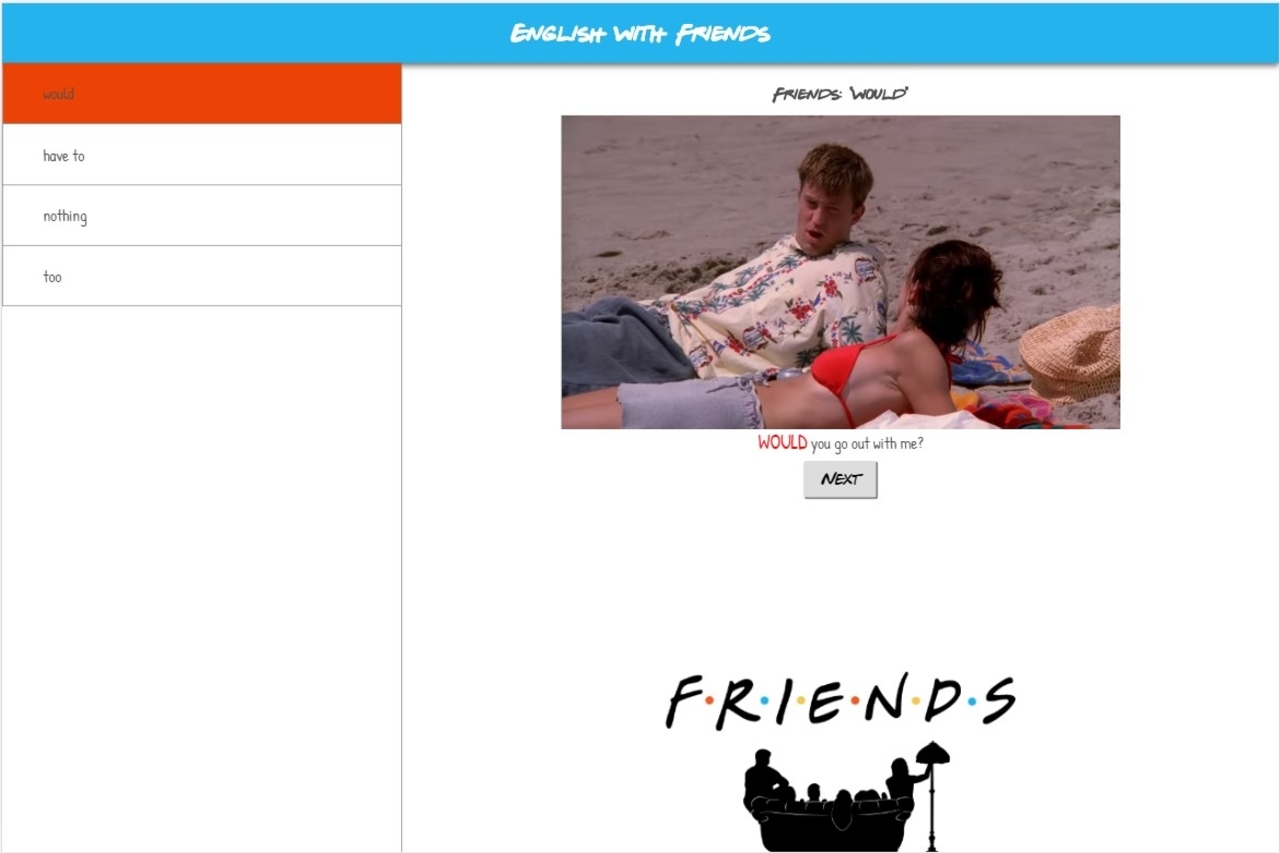 English with Friends
would
have to
nothing
too
Friends: "Would"
WOULD you go out with me?
Next
F·R·I·E·N·D·S